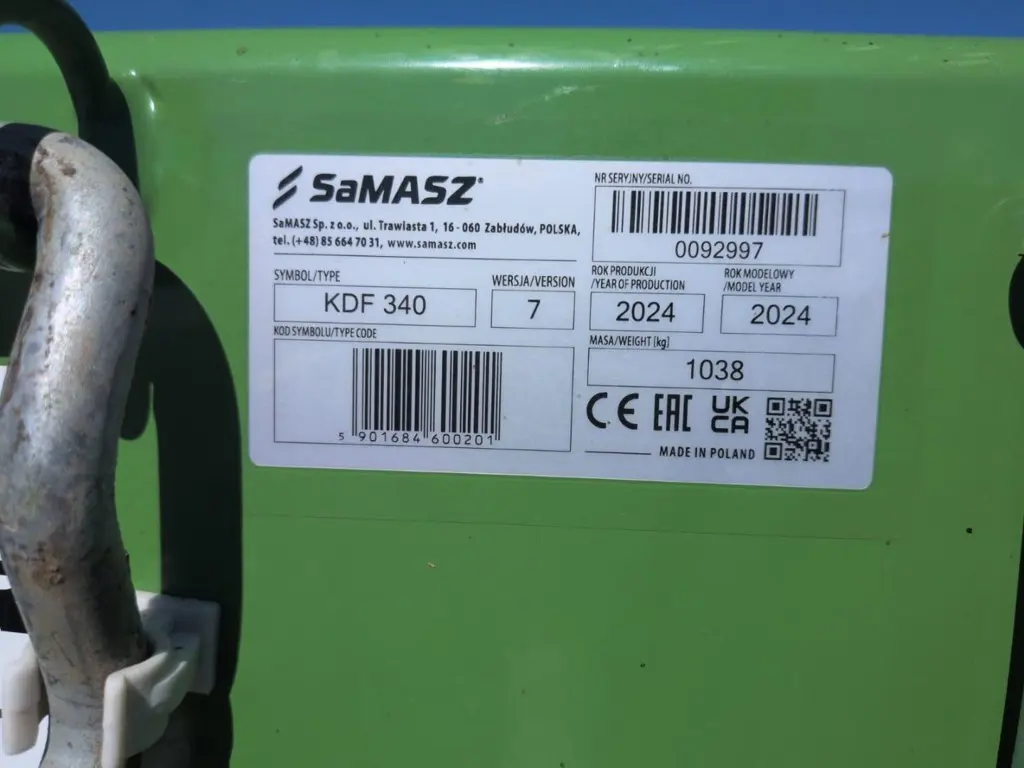 SaMASZ
SaMASZ Sp. z o.o., ul. Trawiasta 1, 16 - 060 Zabłudów, POLSKA,
tel. (+48) 85 664 70 31, www.samasz.com
NR SERYJNY/SERIAL NO.
0092997
SYMBOL/TYPE
KDF 340
WERSJA/VERSION
7
ROK PRODUKCJI
/YEAR OF PRODUCTION
2024
ROK MODELOWY
/MODEL YEAR
2024
KOD SYMBOLU/TYPE CODE
5 901684 600201
MASA/WEIGHT [kg]
1038
CE EAC UK
CA
MADE IN POLAND